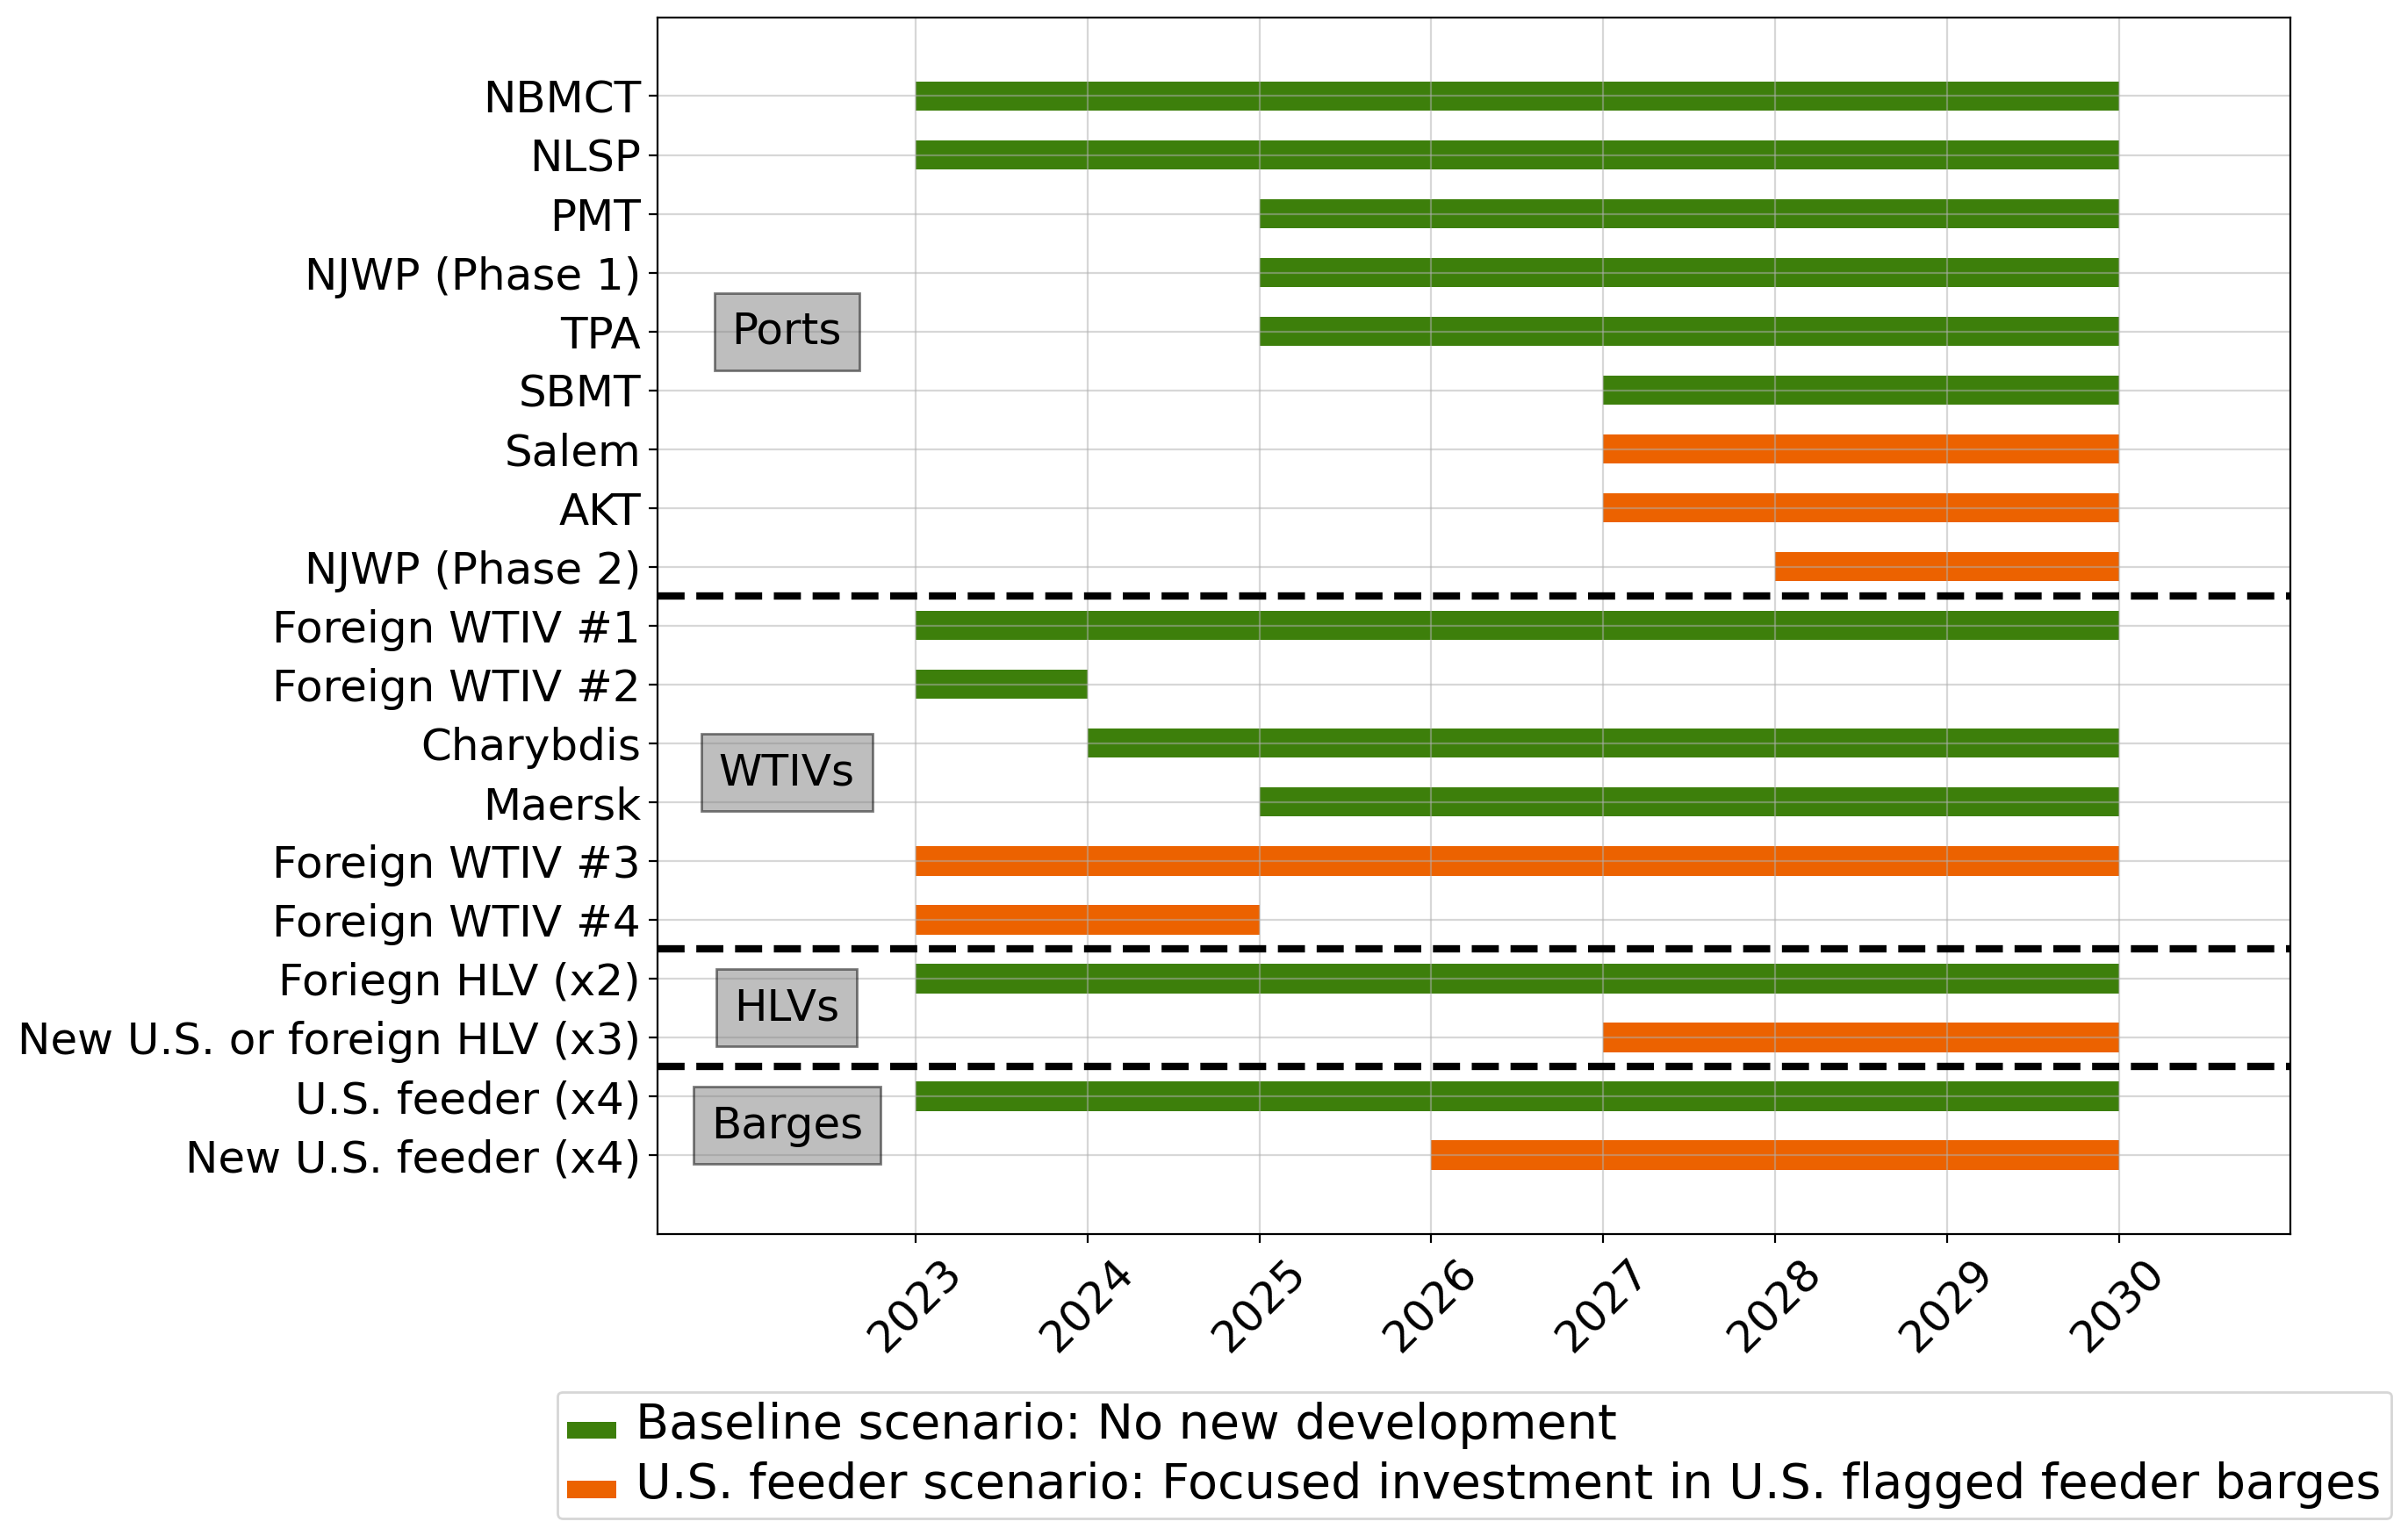 NBMCT
NLSP
PMT
NJWP (Phase 1)
TPA
SBMT
Salem
AKT
NJWP (Phase 2)
Foreign WTIV #1
Foreign WTIV #2
Charybdis
Maersk
Foreign WTIV #3
Foreign WTIV #4
Foriegn HLV (x2)
New U.S. or foreign HLV (x3)
U.S. feeder (x4)
New U.S. feeder (x4)
Ports
WTIVs
HLVs
Barges
2023
2024
2025
2026
2027
2028
2029
2030
Baseline scenario: No new development
U.S. feeder scenario: Focused investment in U.S. flagged feeder barges